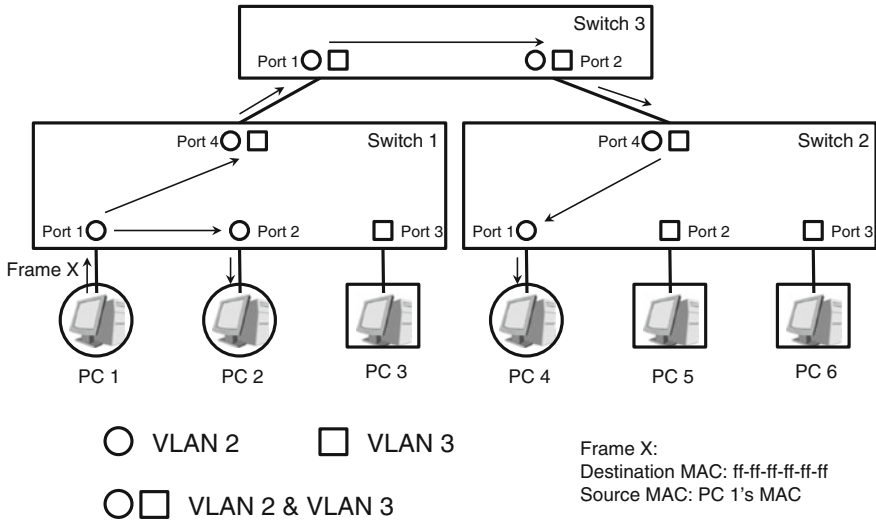 Switch 3
Port 1
Port 2
Switch 1
Port 4
Port 1
Port 2
Port 3
Switch 2
Port 4
Port 1
Port 2
Port 3
Frame X
PC 1
PC 2
PC 3
PC 4
PC 5
PC 6
VLAN 2
VLAN 3
VLAN 2 & VLAN 3
Frame X:
Destination MAC: ff-ff-ff-ff-ff-ff
Source MAC: PC 1's MAC